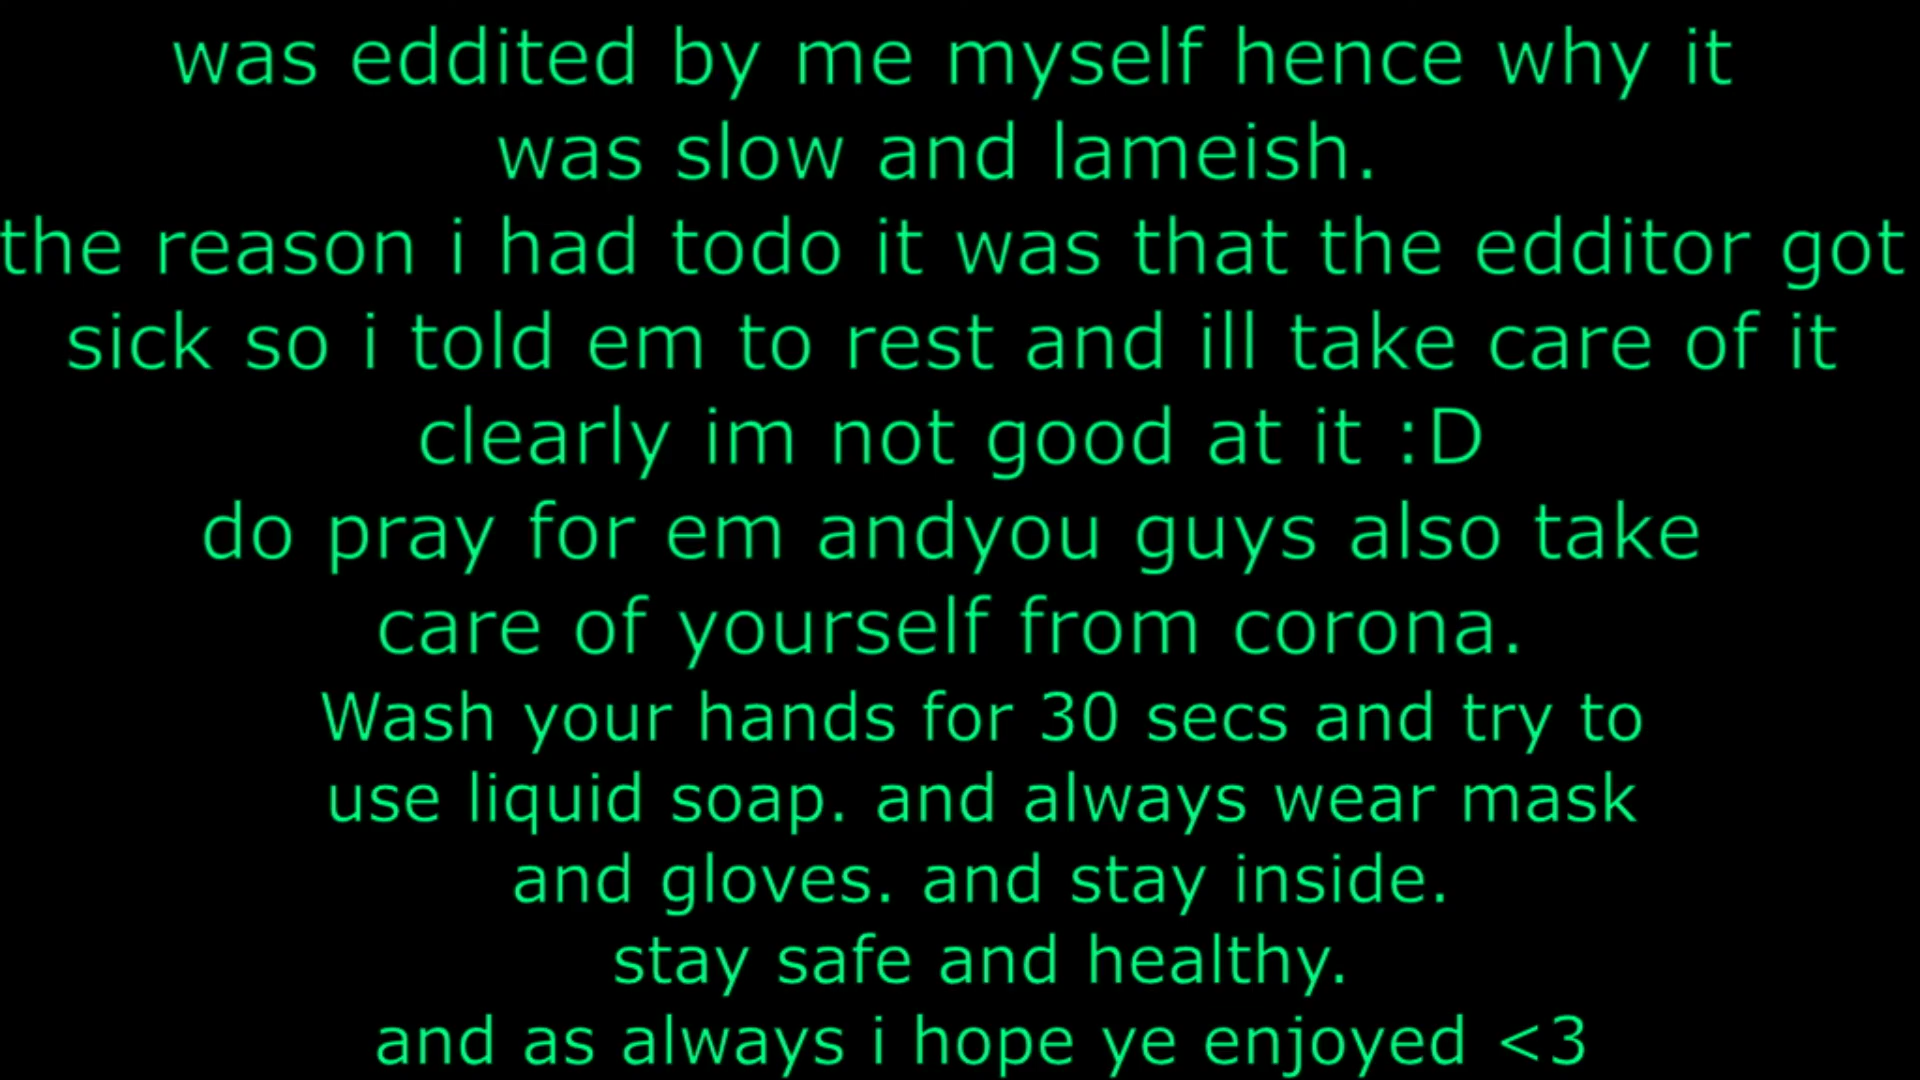 was eddited by me myself hence why it
was slow and lameish.
the reason i had todo it was that the edditor got
sick so i told em to rest and ill take care of it
clearly im not good at it :D
do pray for em andyou guys also take
care of yourself from corona.
Wash your hands for 30 secs and try to
use liquid soap. and always wear mask
and gloves. and stay inside.
stay safe and healthy.
and as always i hope ye enjoyed <3